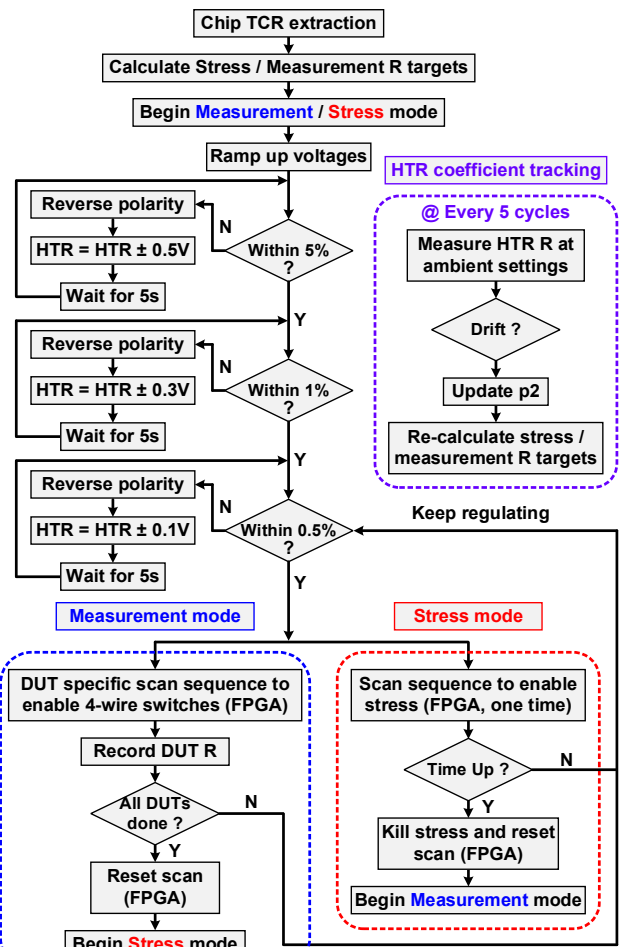 Chip TCR extraction
Calculate Stress / Measurement R targets
Begin Measurement / Stress mode
Ramp up voltages
Reverse polarity
HTR = HTR ± 0.5V
Wait for 5s
N
Within 5%
?
Y
Reverse polarity
HTR = HTR ± 0.3V
Wait for 5s
N
Within 1%
?
Y
Reverse polarity
HTR = HTR ± 0.1V
Wait for 5s
N
Within 0.5%
?
Y
Keep regulating
HTR coefficient tracking
@ Every 5 cycles
Measure HTR R at
ambient settings
Drift ?
Update p2
Re-calculate stress /
measurement R targets
Measurement mode
DUT specific scan sequence to
enable 4-wire switches (FPGA)
Record DUT R
All DUTs
done ?
N
Y
Reset scan
(FPGA)
Begin Stress mode
Stress mode
Scan sequence to enable
stress (FPGA, one time)
Time Up ?
N
Y
Kill stress and reset
scan (FPGA)
Begin Measurement mode